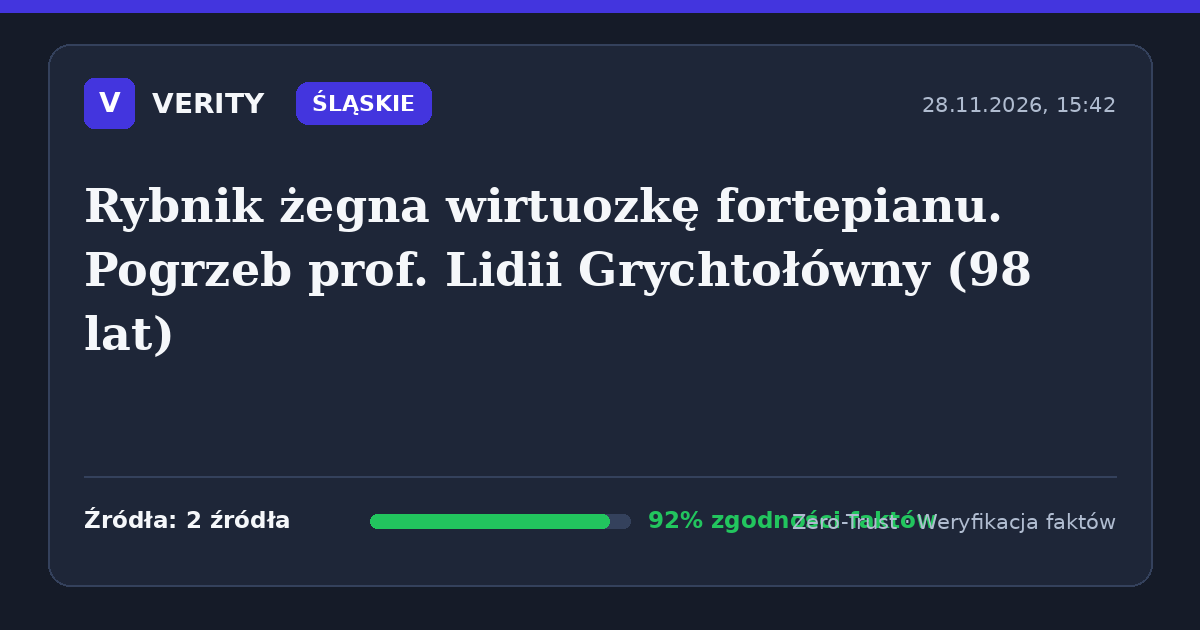 V VERITY ŚLĄSKIE 28.11.2026, 15:42
Rybnik żegna wirtuozkę fortepianu.
Pogrzeb prof. Lidii Grychtołówny (98
lat)
Źródła: 2 źródła 92% zgodności faktów Zero-Trust · Weryfikacja faktów